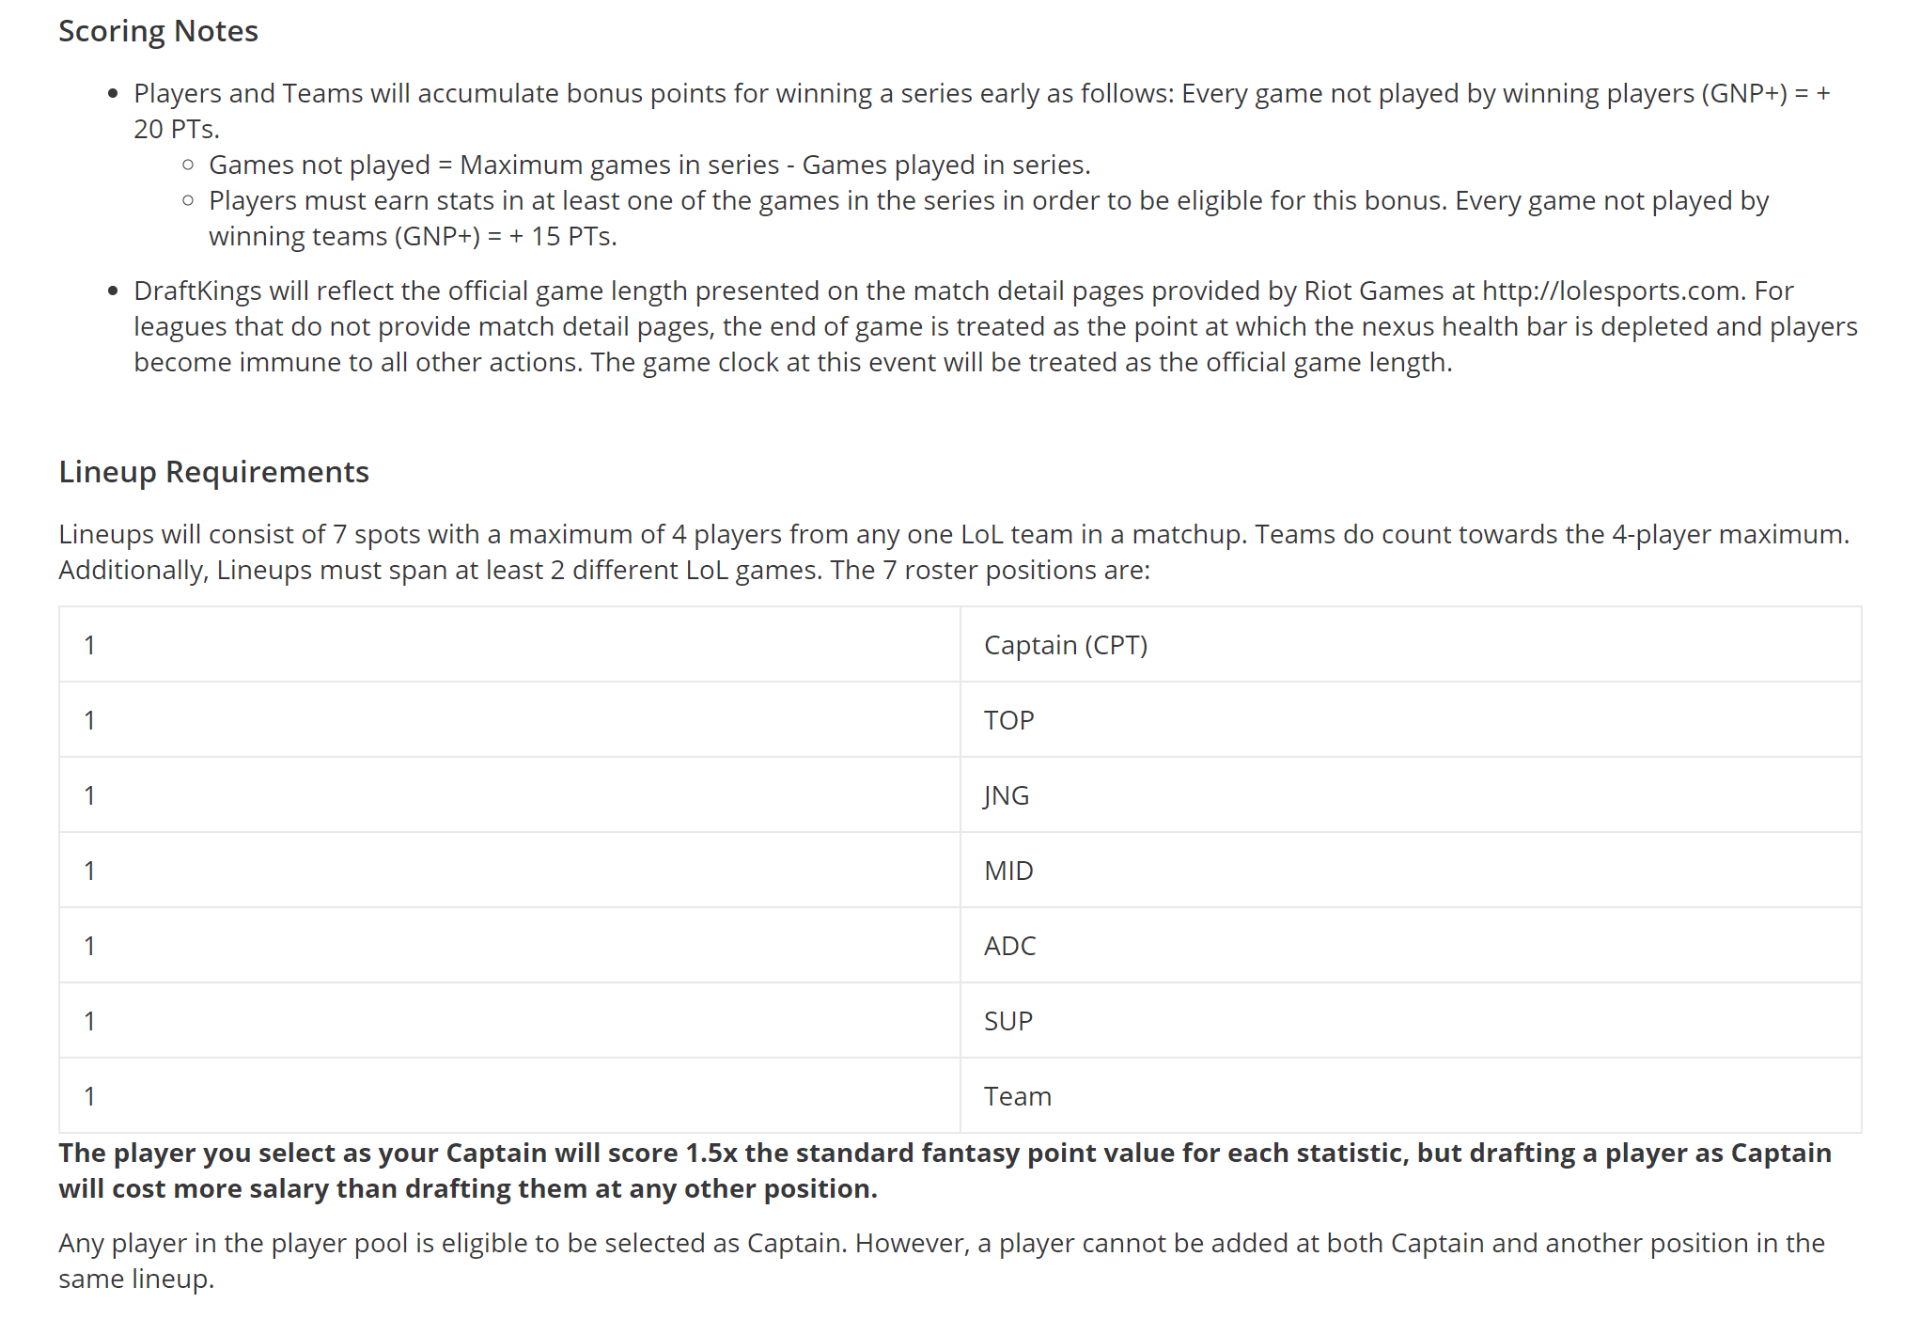 Scoring Notes
• Players and Teams will accumulate bonus points for winning a series early as follows: Every game not played by winning players (GNP+) = +
20 PTs.
○ Games not played = Maximum games in series - Games played in series.
○ Players must earn stats in at least one of the games in the series in order to be eligible for this bonus. Every game not played by
winning teams (GNP+) = + 15 PTs.
• DraftKings will reflect the official game length presented on the match detail pages provided by Riot Games at http://lolesports.com. For
leagues that do not provide match detail pages, the end of game is treated as the point at which the nexus health bar is depleted and players
become immune to all other actions. The game clock at this event will be treated as the official game length.
Lineup Requirements
Lineups will consist of 7 spots with a maximum of 4 players from any one LoL team in a matchup. Teams do count towards the 4-player maximum.
Additionally, Lineups must span at least 2 different LoL games. The 7 roster positions are:
1 Captain (CPT)
1 TOP
1 JNG
1 MID
1 ADC
1 SUP
1 Team
The player you select as your Captain will score 1.5x the standard fantasy point value for each statistic, but drafting a player as Captain
will cost more salary than drafting them at any other position.
Any player in the player pool is eligible to be selected as Captain. However, a player cannot be added at both Captain and another position in the
same lineup.